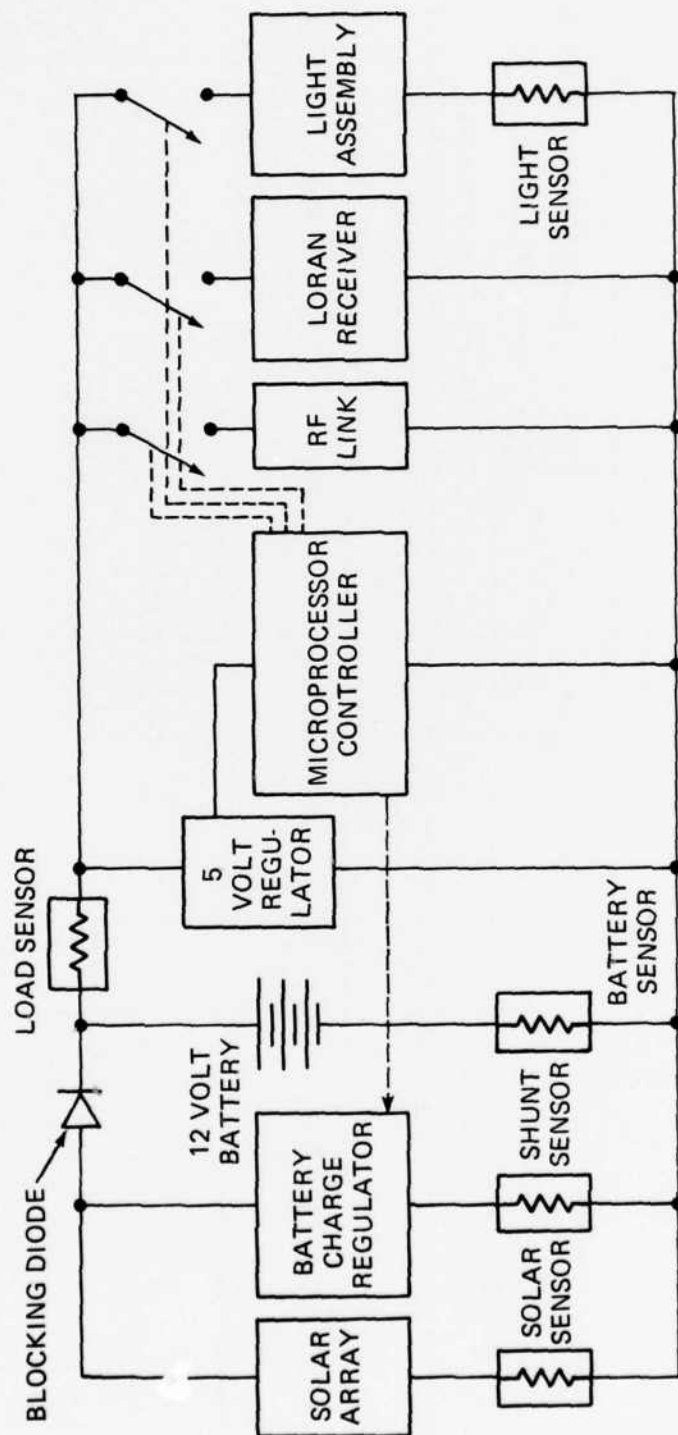 BLOCKING DIODE
LOAD SENSOR
SOLAR
ARRAY
BATTERY
CHARGE
REGULATOR
12 VOLT
BATTERY
5
VOLT
REGU-
LATOR
MICROPROCESSOR
CONTROLLER
RF
LINK
LORAN
RECEIVER
LIGHT
ASSEMBLY
SOLAR
SENSOR
SHUNT
SENSOR
BATTERY
SENSOR
LIGHT
SENSOR